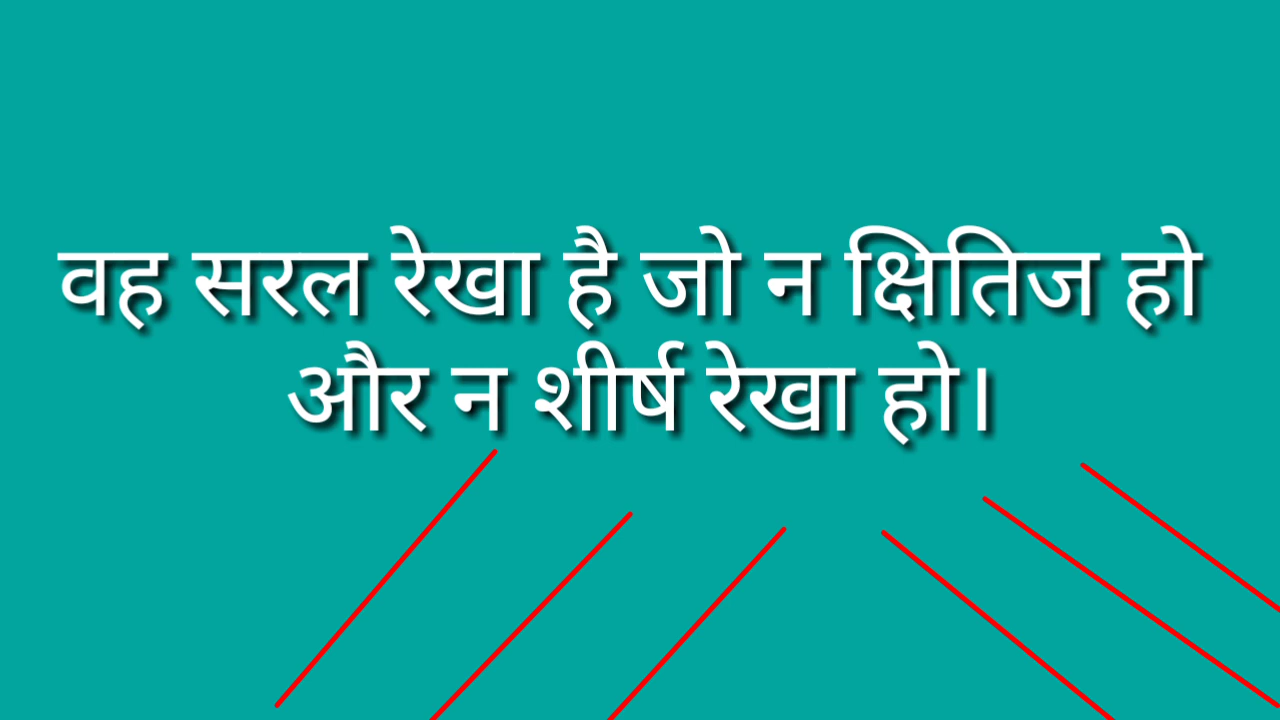 वह सरल रेखा है जो न क्षितिज हो
और न शीर्ष रेखा हो।